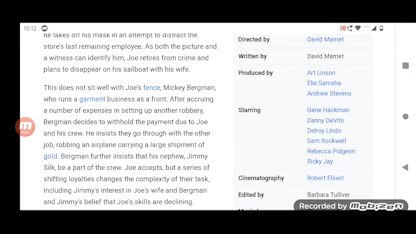 10:12
he takes off his mask in an attempt to distract the
store's last remaining employee. As both the picture and
a witness can identify him, Joe retires from crime and
plans to disappear on his sailboat with his wife.
This does not sit well with Joe's fence, Mickey Bergman,
who runs a garment business as a front. After accruing
a number of expenses in setting up another robbery,
Bergman decides to withhold the payment due to Joe
and his crew. He insists they go through with the other
job, robbing an airplane carrying a large shipment of
gold. Bergman further insists that his nephew, Jimmy
Silk, be a part of the crew. Joe accepts, but a series of
shifting loyalties changes the complexity of their task,
including Jimmy's interest in Joe's wife and Bergman
and Jimmy's belief that Joe's skills are declining.
Directed by David Mamet
Written by David Mamet
Produced by Art Linson
Elie Samaha
Andrew Stevens
Starring Gene Hackman
Danny DeVito
Delroy Lindo
Sam Rockwell
Rebecca Pidgeon
Ricky Jay
Cinematography Robert Elswit
Edited by Barbara Tulliver
Recorded by mobizen